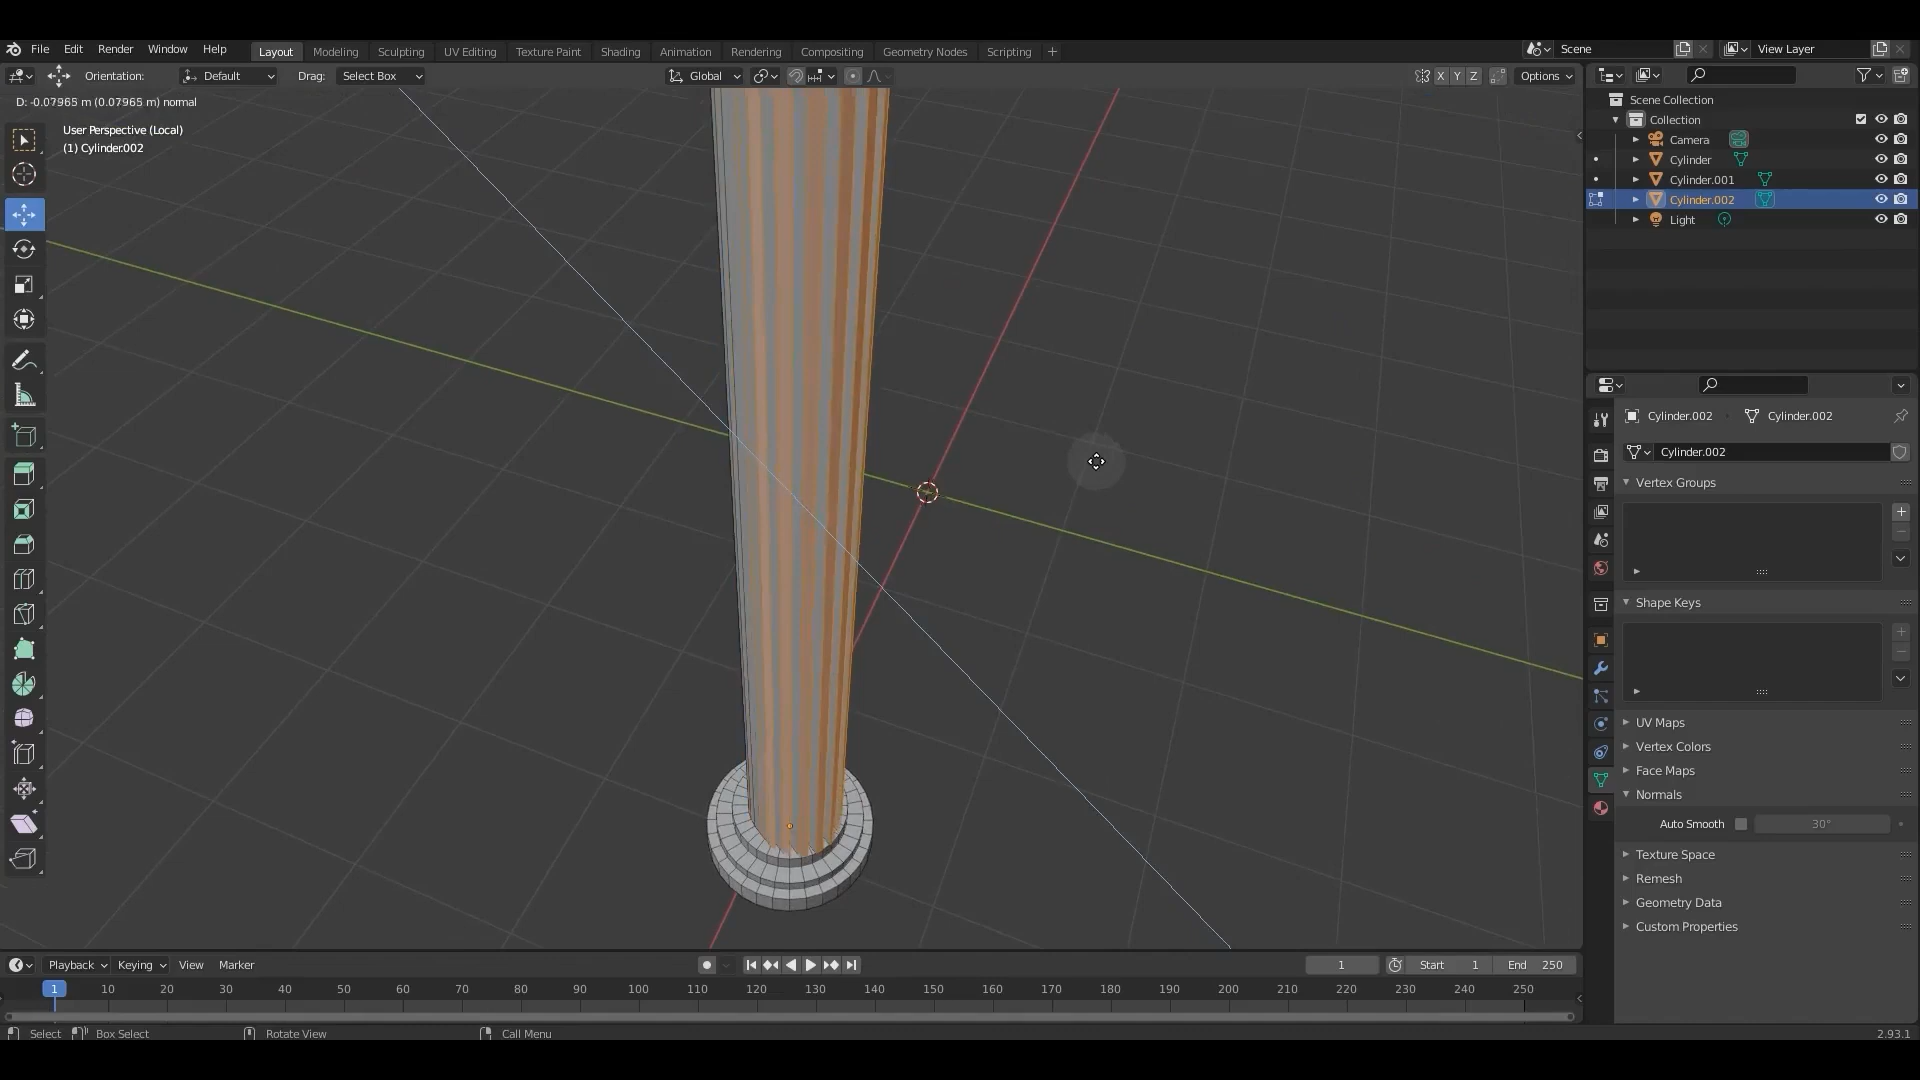 File Edit Render Window Help Layout Modeling Sculpting UV Editing Texture Paint Shading Animation Rendering Compositing Geometry Nodes Scripting + Scene View Layer
Orientation: Default Drag: Select Box Global X Y Z Options
D: -0.07965 m (0.07965 m) normal
User Perspective (Local)
(1) Cylinder.002
Scene Collection
Collection
Camera
Cylinder
Cylinder.001
Cylinder.002
Light
Cylinder.002 Cylinder.002
Cylinder.002
Vertex Groups
Shape Keys
UV Maps
Vertex Colors
Face Maps
Normals
Auto Smooth 30°
Texture Space
Remesh
Geometry Data
Custom Properties
Playback Keying View Marker 1 Start 1 End 250
1 10 20 30 40 50 60 70 80 90 100 110 120 130 140 150 160 170 180 190 200 210 220 230 240 250
Select Box Select Rotate View Call Menu 2.93.1